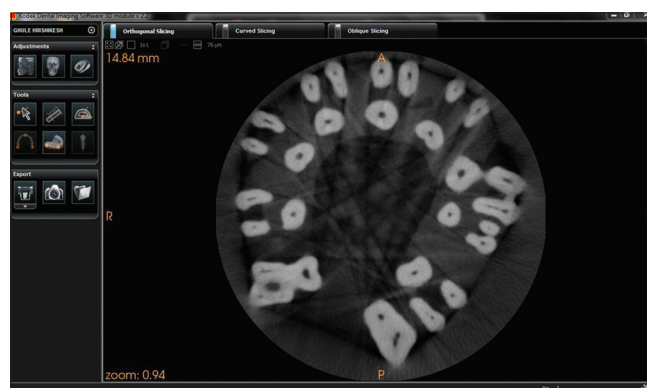 Kodak Dental Imaging Software 3D module v 2.2
GHULE HRISHIKESH
Orthogonal Slicing
Curved Slicing
Oblique Slicing
Adjustments
1x1
76 µm
14.84 mm
A
Tools
Export
R
zoom: 0.94
P